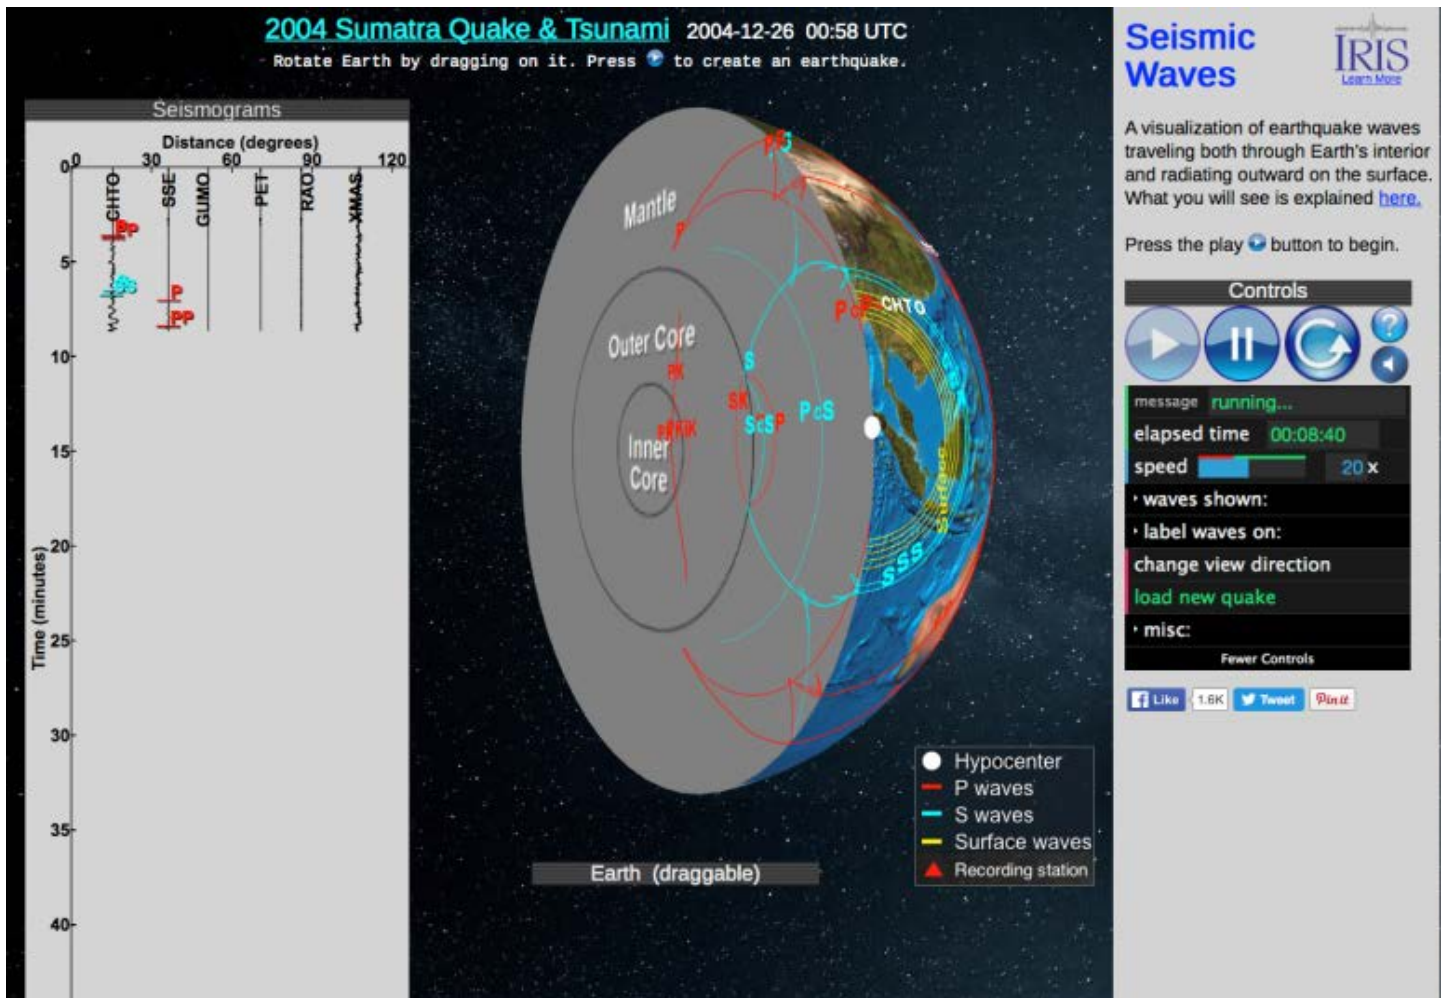 2004 Sumatra Quake & Tsunami 2004-12-26 00:58 UTC
Rotate Earth by dragging on it. Press to create an earthquake.
Seismograms
Distance (degrees)
0 30 60 90 120
CHTO SSE GUMO PET RAO XMAS
0
5
10
15
20
25
30
35
40
Time (minutes)
PP
S
P
PP
Mantle
Outer Core
Inner
Core
P
PK
PKiK
SK
S
ScS
P
PcS
PcP
CHTO
Surface
SSS
Hypocenter
P waves
S waves
Surface waves
Recording station
Earth (draggable)
Seismic
Waves
IRIS
Learn More
A visualization of earthquake waves
traveling both through Earth's interior
and radiating outward on the surface.
What you will see is explained here.
Press the play button to begin.
Controls
?
message running...
elapsed time 00:08:40
speed 20 x
waves shown:
label waves on:
change view direction
load new quake
misc:
Fewer Controls
Like 1.6K Tweet Pin it